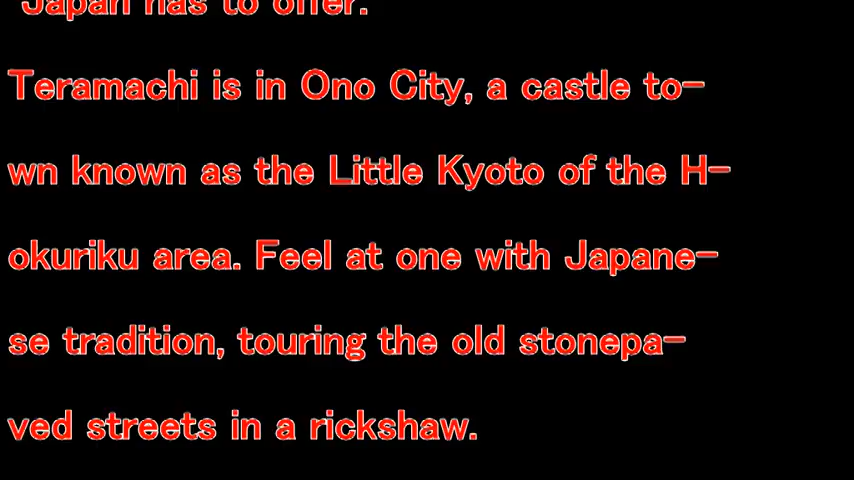 Japan has to offer.
Teramachi is in Ono City, a castle to-
wn known as the Little Kyoto of the H-
okuriku area. Feel at one with Japane-
se tradition, touring the old stonepa-
ved streets in a rickshaw.